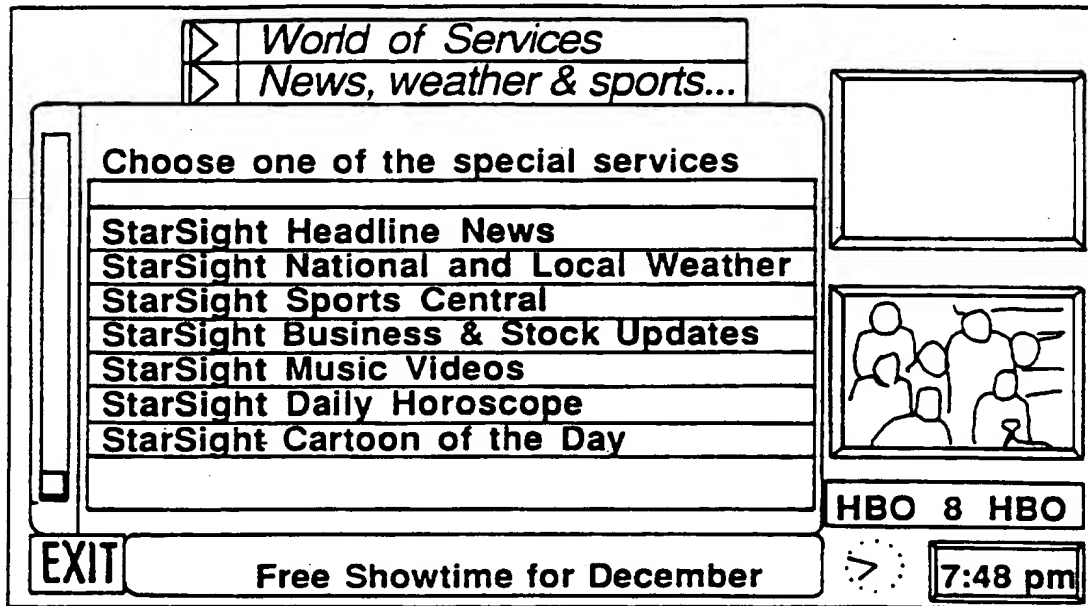 World of Services
News, weather & sports...
Choose one of the special services
StarSight Headline News
StarSight National and Local Weather
StarSight Sports Central
StarSight Business & Stock Updates
StarSight Music Videos
StarSight Daily Horoscope
StarSight Cartoon of the Day
HBO 8 HBO
EXIT
Free Showtime for December
7:48 pm